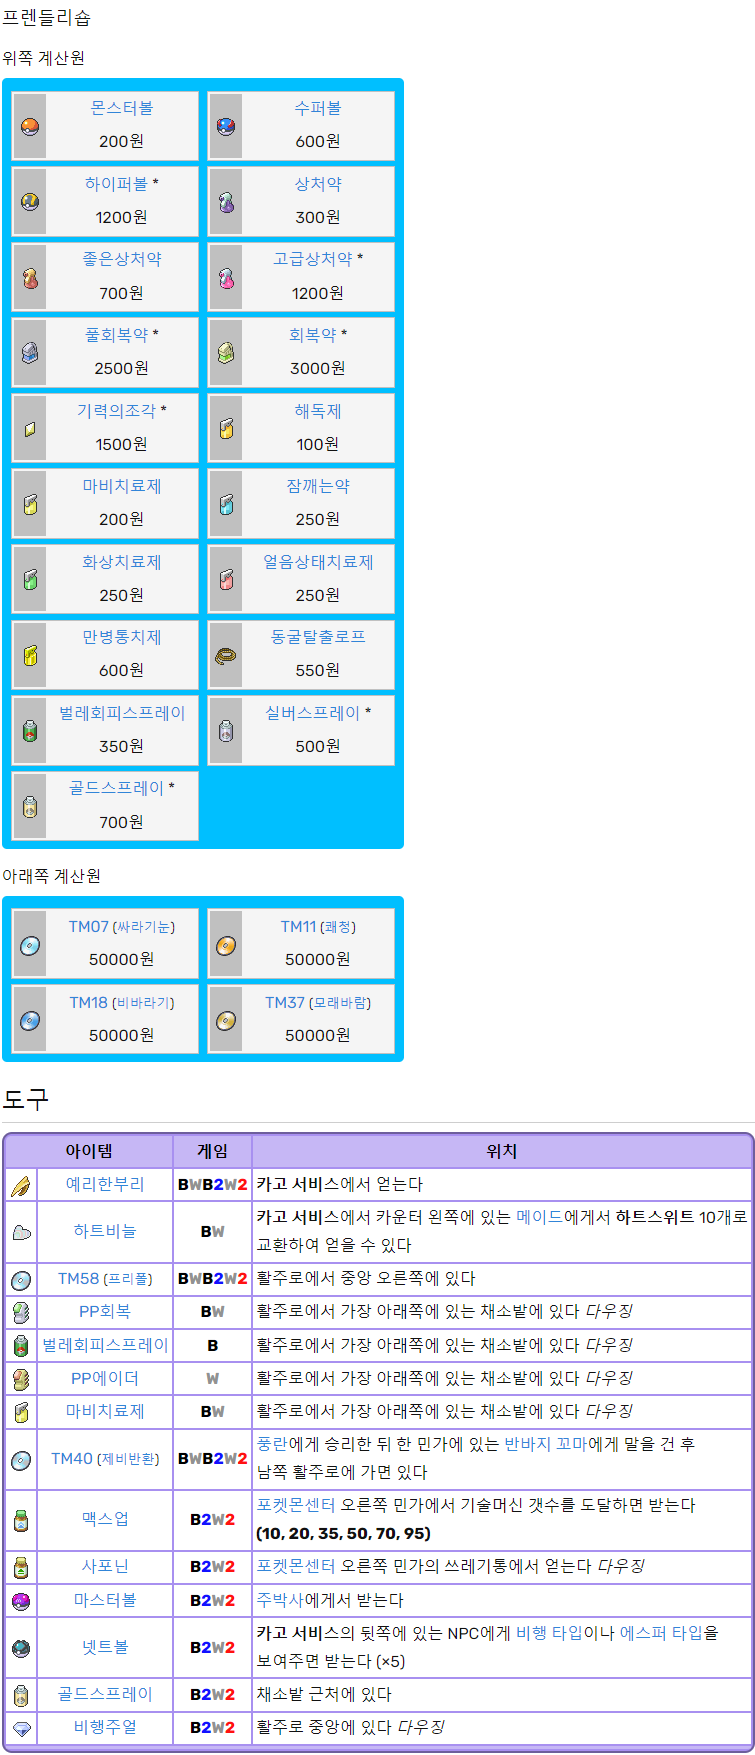 프렌들리숍
위쪽 계산원
몬스터볼 수퍼볼
200원 600원
하이퍼볼 * 상처약
1200원 300원
좋은상처약 고급상처약 *
700원 1200원
풀회복약 * 회복약 *
2500원 3000원
기력의조각 * 해독제
1500원 100원
마비치료제 잠깨는약
200원 250원
화상치료제 얼음상태치료제
250원 250원
만병통치제 동굴탈출로프
600원 550원
벌레회피스프레이 실버스프레이 *
350원 500원
골드스프레이 *
700원
아래쪽 계산원
TM07 (싸라기눈) TM11 (쾌청)
50000원 50000원
TM18 (비바라기) TM37 (모래바람)
50000원 50000원
도구
아이템 게임 위치
예리한부리 BWB2W2 카고 서비스에서 얻는다
하트비늘 BW 카고 서비스에서 카운터 왼쪽에 있는 메이드에게서 하트스위트 10개로
교환하여 얻을 수 있다
TM58 (프리폴) BWB2W2 활주로에서 중앙 오른쪽에 있다
PP회복 BW 활주로에서 가장 아래쪽에 있는 채소밭에 있다 다우징
벌레회피스프레이 B 활주로에서 가장 아래쪽에 있는 채소밭에 있다 다우징
PP에이더 W 활주로에서 가장 아래쪽에 있는 채소밭에 있다 다우징
마비치료제 BW 활주로에서 가장 아래쪽에 있는 채소밭에 있다 다우징
TM40 (제비반환) BWB2W2 풍란에게 승리한 뒤 한 민가에 있는 반바지 꼬마에게 말을 건 후
남쪽 활주로에 가면 있다
맥스업 B2W2 포켓몬센터 오른쪽 민가에서 기술머신 갯수를 도달하면 받는다
(10, 20, 35, 50, 70, 95)
사포닌 B2W2 포켓몬센터 오른쪽 민가의 쓰레기통에서 얻는다 다우징
마스터볼 B2W2 주박사에게서 받는다
넷트볼 B2W2 카고 서비스의 뒷쪽에 있는 NPC에게 비행 타입이나 에스퍼 타입을
보여주면 받는다 (×5)
골드스프레이 B2W2 채소밭 근처에 있다
비행주얼 B2W2 활주로 중앙에 있다 다우징